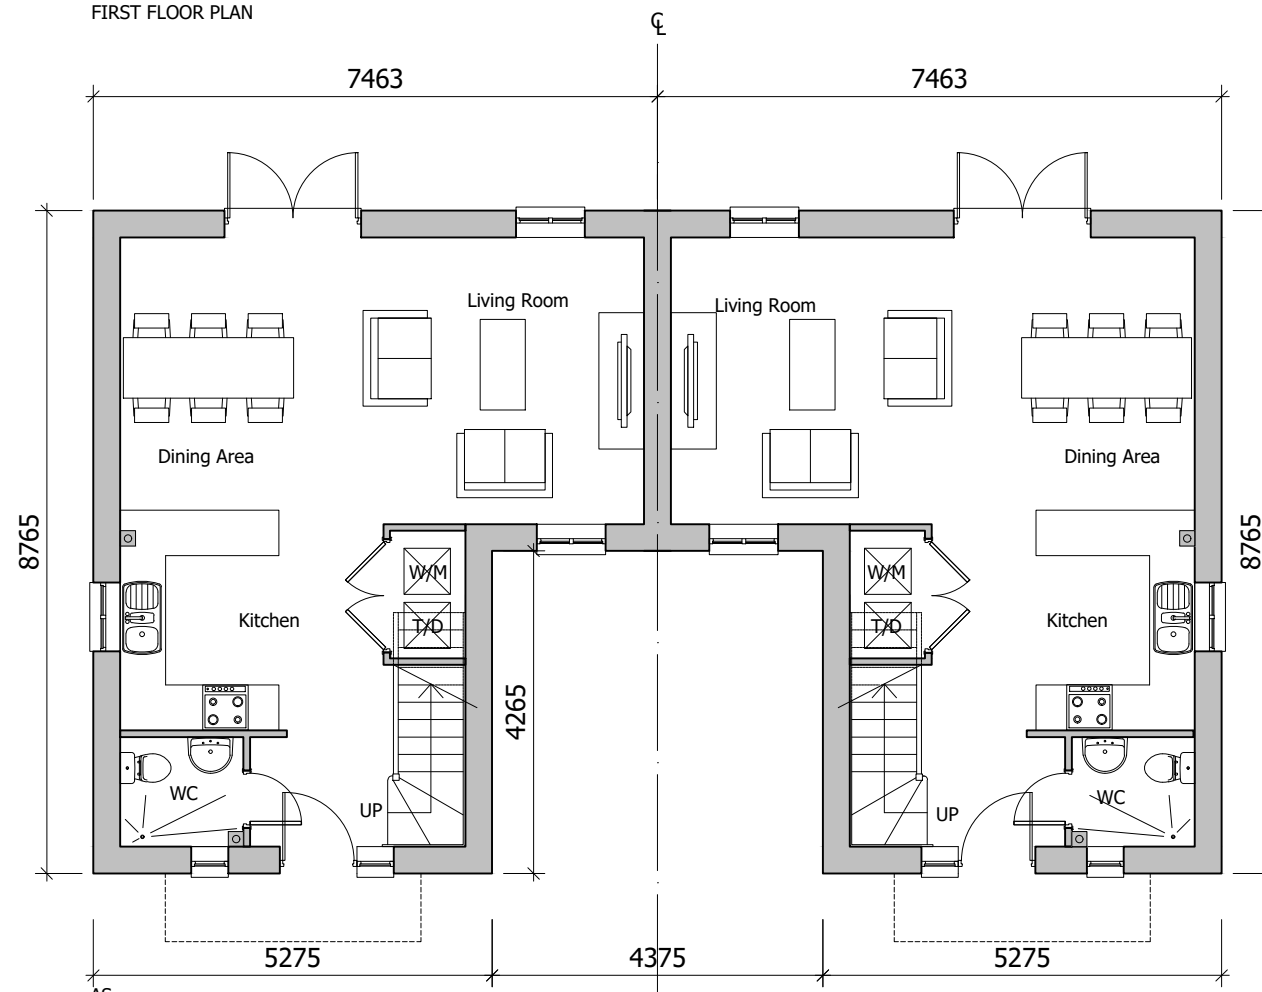 FIRST FLOOR PLAN
℄
7463 7463
Living Room Living Room
Dining Area Dining Area
8765 8765
W/M W/M
T/D T/D
Kitchen Kitchen
4265
WC WC
UP UP
5275 4375 5275